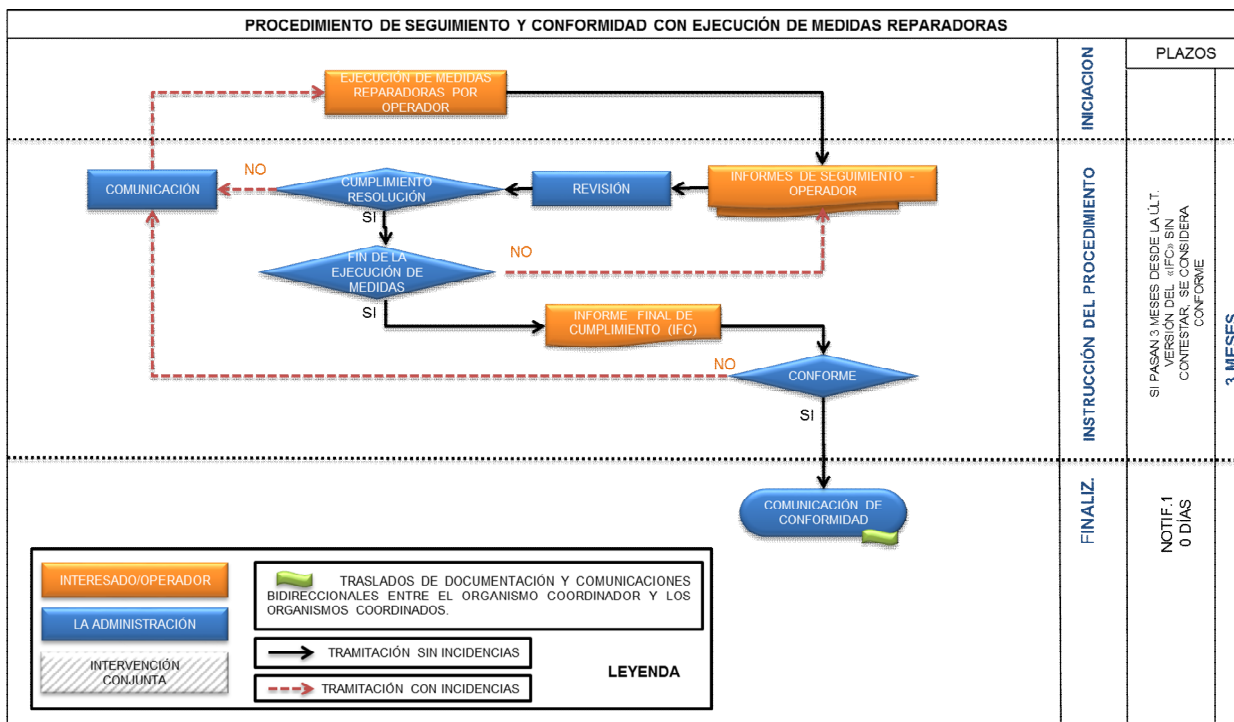 PROCEDIMIENTO DE SEGUIMIENTO Y CONFORMIDAD CON EJECUCIÓN DE MEDIDAS REPARADORAS
PLAZOS
INICIACION
EJECUCIÓN DE MEDIDAS
REPARADORAS POR
OPERADOR
COMUNICACIÓN
NO
CUMPLIMIENTO
RESOLUCIÓN
REVISIÓN
INFORMES DE SEGUIMIENTO -
OPERADOR
SI
FIN DE LA
EJECUCIÓN DE
MEDIDAS
NO
SI
INFORME FINAL DE
CUMPLIMIENTO (IFC)
NO
CONFORME
SI
INSTRUCCIÓN DEL PROCEDIMIENTO
SI PASAN 3 MESES DESDE LA ÚLT.
VERSIÓN DEL «IFC» SIN
CONTESTAR, SE CONSIDERA
CONFORME
3 MESES
COMUNICACIÓN DE
CONFORMIDAD
FINALIZ.
NOTIF.1
0 DÍAS
INTERESADO/OPERADOR
LA ADMINISTRACIÓN
INTERVENCIÓN
CONJUNTA
TRASLADOS DE DOCUMENTACIÓN Y COMUNICACIONES
BIDIRECCIONALES ENTRE EL ORGANISMO COORDINADOR Y LOS
ORGANISMOS COORDINADOS.
TRAMITACIÓN SIN INCIDENCIAS
TRAMITACIÓN CON INCIDENCIAS
LEYENDA